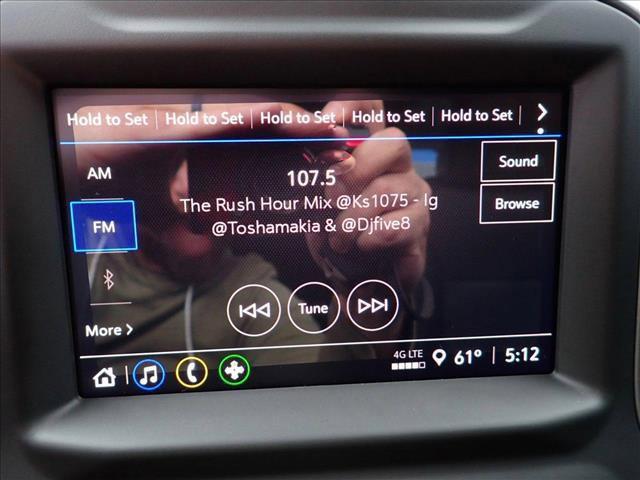 Hold to Set Hold to Set Hold to Set Hold to Set Hold to Set
AM
107.5
Sound
The Rush Hour Mix @Ks1075 - Ig
@Toshamakia & @Djfive8
Browse
FM
Tune
More
4G LTE
61° 5:12